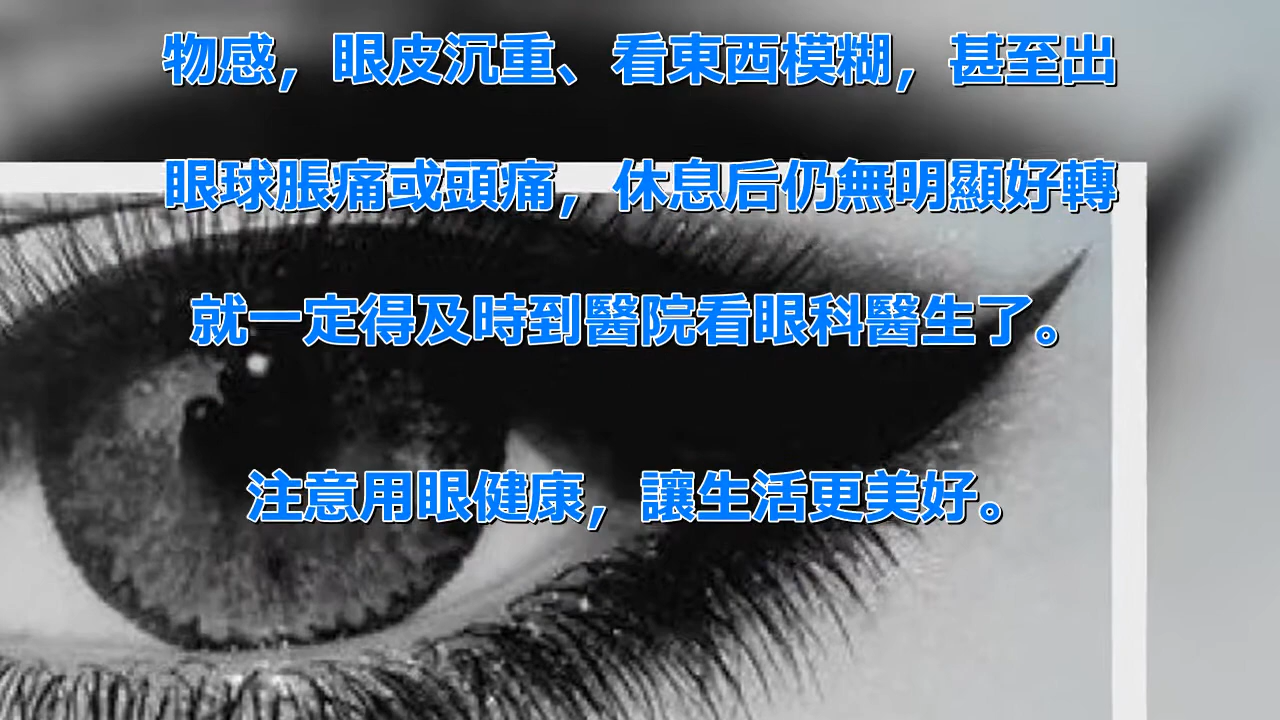 物感，眼皮沉重、看東西模糊，甚至出
眼球脹痛或頭痛，休息后仍無明顯好轉
就一定得及時到醫院看眼科醫生了。
注意用眼健康，讓生活更美好。